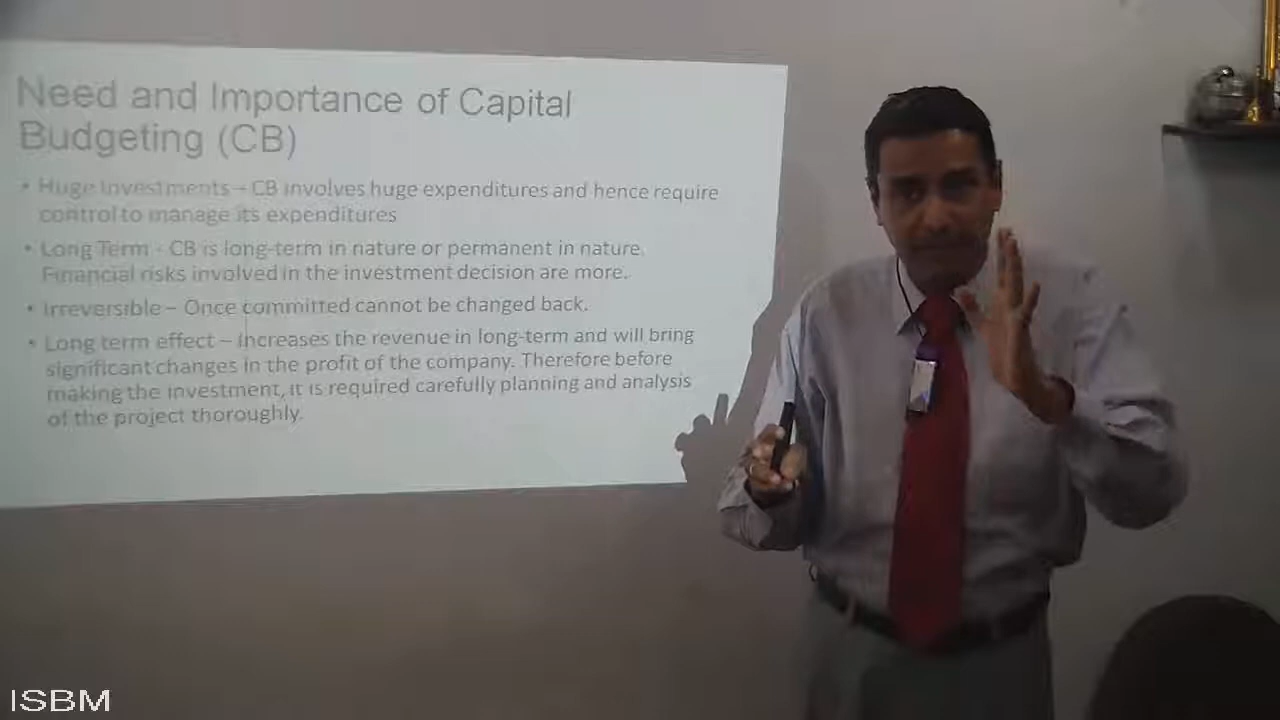 Need and Importance of Capital
Budgeting (CB)
• Huge Investments – CB involves huge expenditures and hence require
control to manage its expenditures
• Long Term - CB is long-term in nature or permanent in nature.
Financial risks involved in the investment decision are more.
• Irreversible – Once committed cannot be changed back.
• Long term effect – Increases the revenue in long-term and will bring
significant changes in the profit of the company. Therefore before
making the investment, it is required carefully planning and analysis
of the project thoroughly.
ISBM